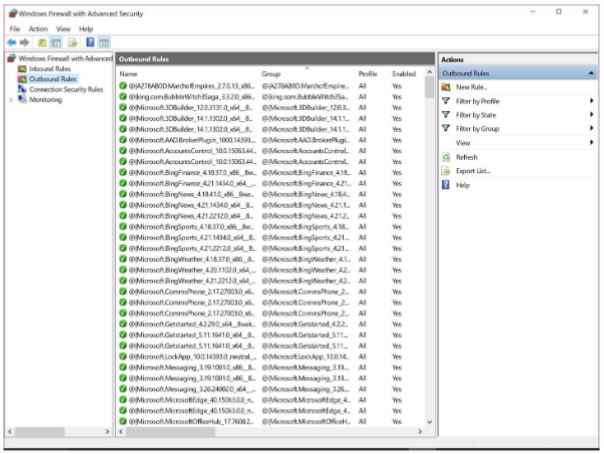 Windows Firewall with Advanced Security
File Action View Help
Windows Firewall with Advanced
Inbound Rules
Outbound Rules
Connection Security Rules
Monitoring
Outbound Rules
Name Group Profile Enabled
@{A278AB0D.MarchofEmpires_2.7.0.13_x86... @{A278AB0D.MarchofEmpire... All Yes
@{king.com.BubbleWitch3Saga_3.3.2.0_x86... @{king.com.BubbleWitch3Sa... All Yes
@{Microsoft.3DBuilder_12.0.3131.0_x64__8... @{Microsoft.3DBuilder_12.0.3... All Yes
@{Microsoft.3DBuilder_14.1.1302.0_x64__8... @{Microsoft.3DBuilder_14.1.1... All Yes
@{Microsoft.3DBuilder_14.1.1302.0_x64__8... @{Microsoft.3DBuilder_14.1.1... All Yes
@{Microsoft.AAD.BrokerPlugin_1000.14393... @{Microsoft.AAD.BrokerPlugi... All Yes
@{Microsoft.AccountsControl_10.0.15063.44... @{Microsoft.AccountsControl... All Yes
@{Microsoft.AccountsControl_10.0.15063.44... @{Microsoft.AccountsControl... All Yes
@{Microsoft.BingFinance_4.18.37.0_x86__8w... @{Microsoft.BingFinance_4.18... All Yes
@{Microsoft.BingFinance_4.21.1434.0_x64__... @{Microsoft.BingFinance_4.21... All Yes
@{Microsoft.BingNews_4.18.41.0_x86__8we... @{Microsoft.BingNews_4.18.4... All Yes
@{Microsoft.BingNews_4.21.1434.0_x64__8... @{Microsoft.BingNews_4.21.1... All Yes
@{Microsoft.BingNews_4.21.2212.0_x64__8... @{Microsoft.BingNews_4.21.2... All Yes
@{Microsoft.BingSports_4.18.37.0_x86__8w... @{Microsoft.BingSports_4.18... All Yes
@{Microsoft.BingSports_4.21.1434.0_x64__8... @{Microsoft.BingSports_4.21... All Yes
@{Microsoft.BingSports_4.21.2212.0_x64__8... @{Microsoft.BingSports_4.21... All Yes
@{Microsoft.BingWeather_4.18.37.0_x86__8... @{Microsoft.BingWeather_4.1... All Yes
@{Microsoft.BingWeather_4.20.1102.0_x64__... @{Microsoft.BingWeather_4.2... All Yes
@{Microsoft.BingWeather_4.21.2212.0_x64__... @{Microsoft.BingWeather_4.2... All Yes
@{Microsoft.CommsPhone_2.17.27003.0_x6... @{Microsoft.CommsPhone_2... All Yes
@{Microsoft.CommsPhone_2.17.27003.0_x6... @{Microsoft.CommsPhone_2... All Yes
@{Microsoft.CommsPhone_2.17.27003.0_x6... @{Microsoft.CommsPhone_2... All Yes
@{Microsoft.Getstarted_4.2.29.0_x64__8wek... @{Microsoft.Getstarted_4.2.2... All Yes
@{Microsoft.Getstarted_5.11.1641.0_x64__8... @{Microsoft.Getstarted_5.11... All Yes
@{Microsoft.Getstarted_5.11.1641.0_x64__8... @{Microsoft.Getstarted_5.11... All Yes
@{Microsoft.LockApp_10.0.14393.0_neutral_... @{Microsoft.LockApp_10.0.14... All Yes
@{Microsoft.Messaging_3.19.1001.0_x86__8... @{Microsoft.Messaging_3.19... All Yes
@{Microsoft.Messaging_3.19.1001.0_x86__8... @{Microsoft.Messaging_3.19... All Yes
@{Microsoft.Messaging_3.26.24002.0_x64__... @{Microsoft.Messaging_3.26... All Yes
@{Microsoft.MicrosoftEdge_40.15063.0.0_n... @{Microsoft.MicrosoftEdge_4... All Yes
@{Microsoft.MicrosoftEdge_40.15063.0.0_n... @{Microsoft.MicrosoftEdge_4... All Yes
@{Microsoft.MicrosoftOfficeHub_17.7608.2... @{Microsoft.MicrosoftOfficeH... All Yes
Actions
Outbound Rules
New Rule...
Filter by Profile
Filter by State
Filter by Group
View
Refresh
Export List...
Help